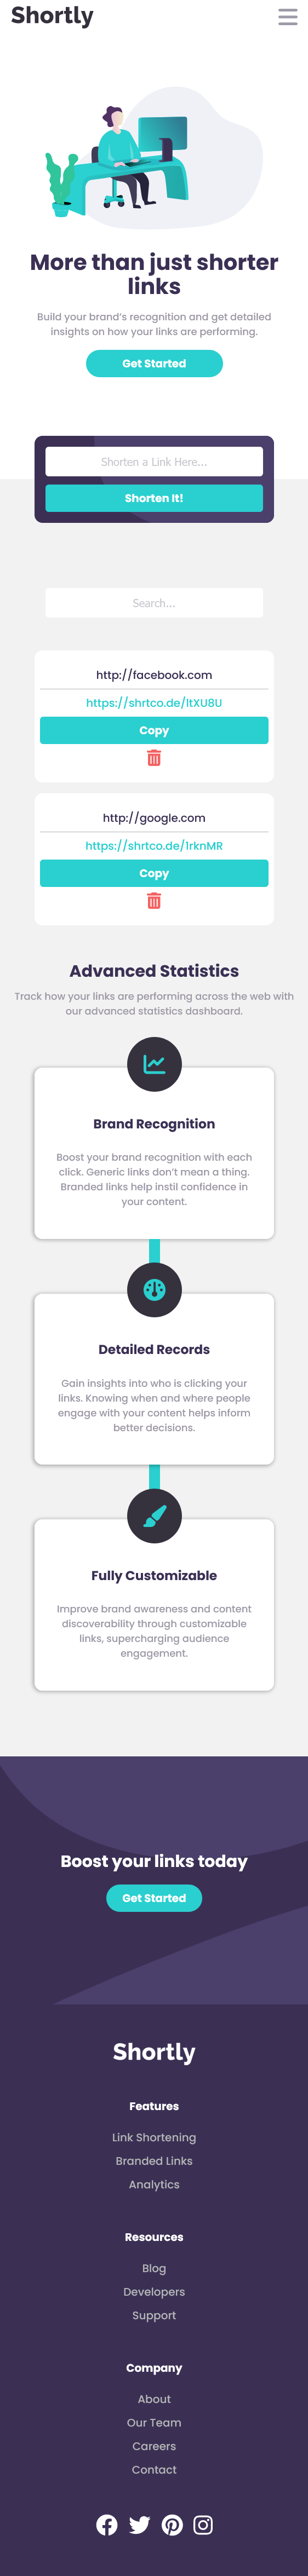 Shortly
More than just shorter
links
Build your brand’s recognition and get detailed
insights on how your links are performing.
Get Started
Shorten a Link Here...
Shorten It!
Search...
http://facebook.com
https://shrtco.de/ltXU8U
Copy
http://google.com
https://shrtco.de/1rknMR
Copy
Advanced Statistics
Track how your links are performing across the web with
our advanced statistics dashboard.
Brand Recognition
Boost your brand recognition with each
click. Generic links don’t mean a thing.
Branded links help instil confidence in
your content.
Detailed Records
Gain insights into who is clicking your
links. Knowing when and where people
engage with your content helps inform
better decisions.
Fully Customizable
Improve brand awareness and content
discoverability through customizable
links, supercharging audience
engagement.
Boost your links today
Get Started
Shortly
Features
Link Shortening
Branded Links
Analytics
Resources
Blog
Developers
Support
Company
About
Our Team
Careers
Contact